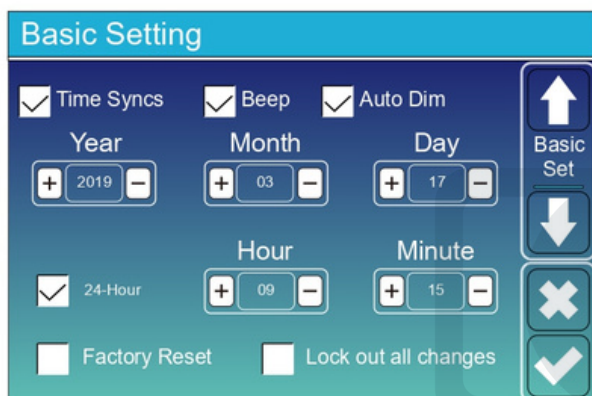 Basic Setting
Time Syncs Beep Auto Dim
Year Month Day
Basic
Set
+ 2019 − + 03 − + 17 −
Hour Minute
24-Hour + 09 − + 15 −
Factory Reset Lock out all changes